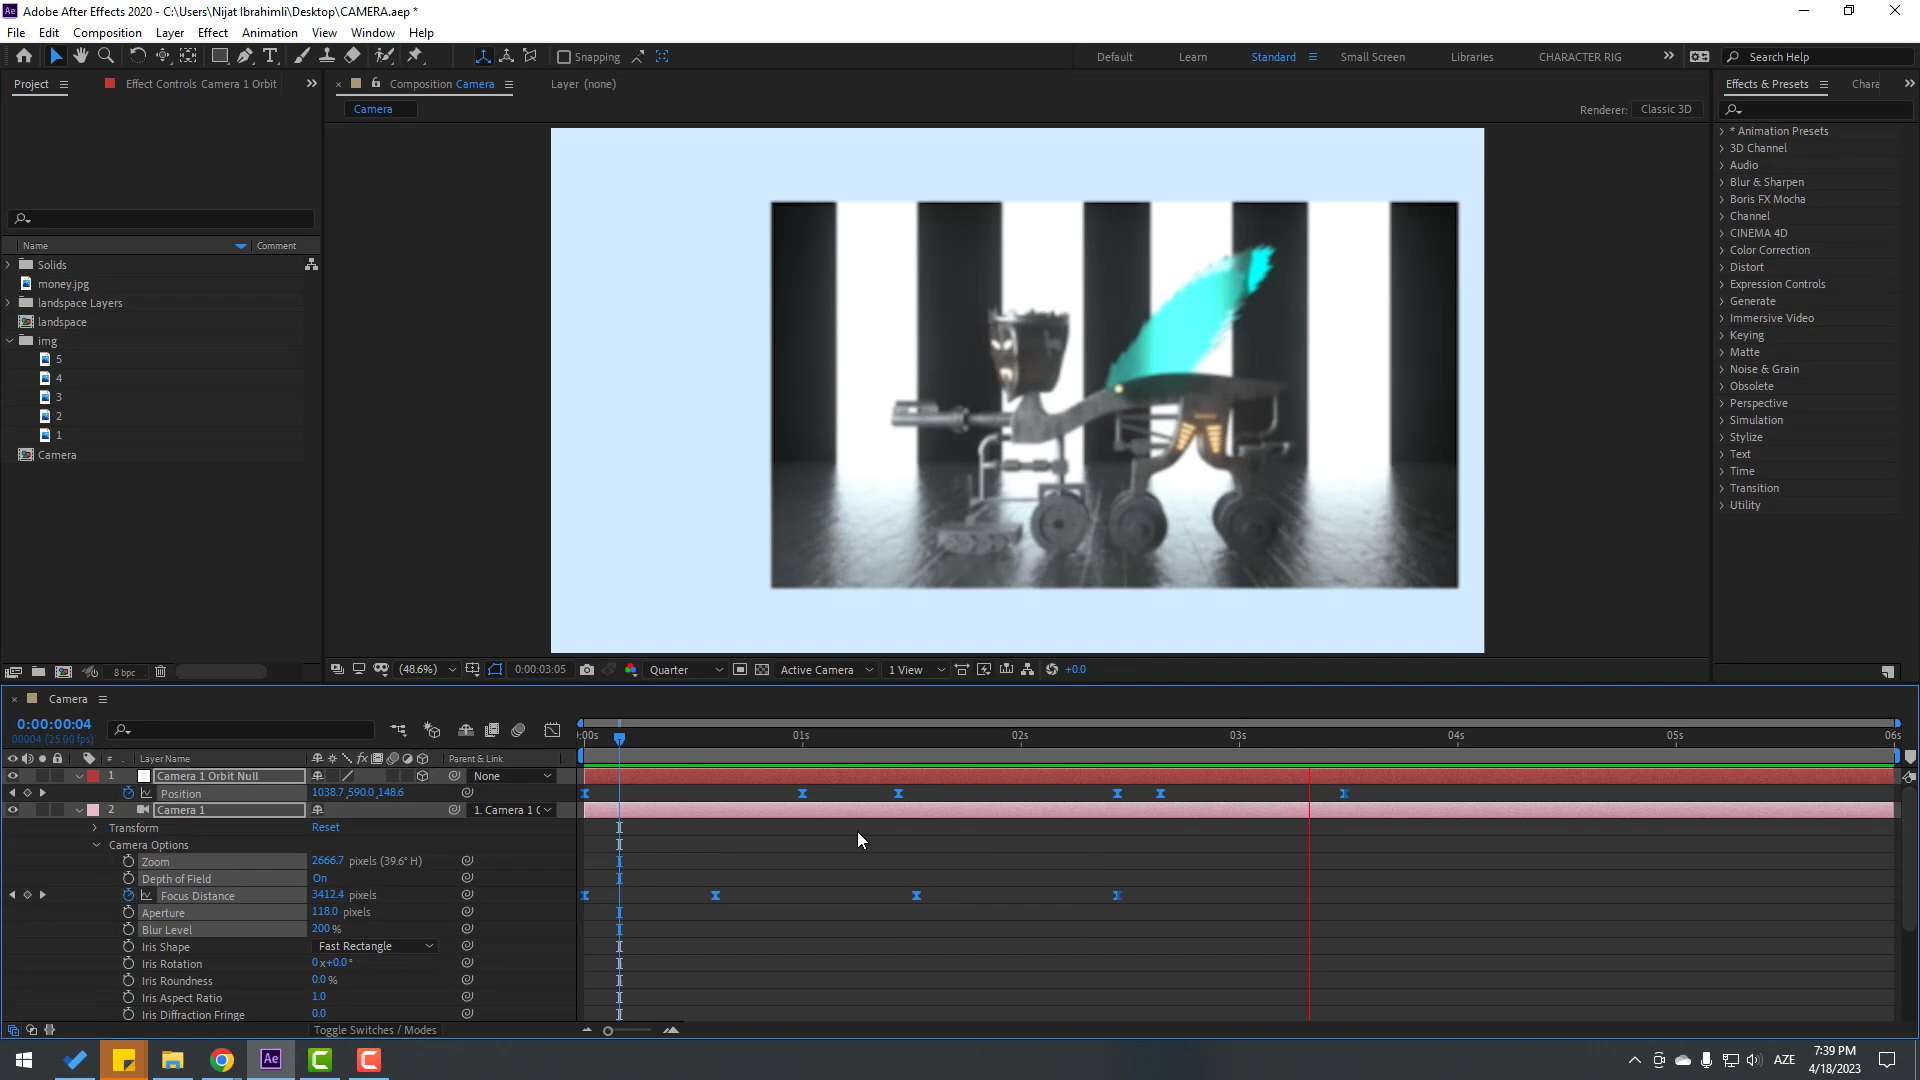 Adobe After Effects 2020 - C:\Users\Nijat Ibrahimli\Desktop\CAMERA.aep *
File Edit Composition Layer Effect Animation View Window Help
Snapping Default Learn Standard Small Screen Libraries CHARACTER RIG Search Help
Project Effect Controls Camera 1 Orbit Composition Camera Layer (none) Effects & Presets Chara
Camera Renderer: Classic 3D
* Animation Presets
3D Channel
Audio
Blur & Sharpen
Boris FX Mocha
Channel
CINEMA 4D
Color Correction
Distort
Expression Controls
Generate
Immersive Video
Keying
Matte
Noise & Grain
Obsolete
Perspective
Simulation
Stylize
Text
Time
Transition
Utility
Name Comment
Solids
money.jpg
landspace Layers
landspace
img
5
4
3
2
1
Camera
8 bpc (48.6%) 0:00:03:05 Quarter Active Camera 1 View +0.0
Camera
0:00:00:04
00004 (25.00 fps)
:00s 01s 02s 03s 04s 05s 06s
# Layer Name Parent & Link
1 Camera 1 Orbit Null None
Position 1038.7,590.0,148.6
2 Camera 1 1. Camera 1 O
Transform Reset
Camera Options
Zoom 2666.7 pixels (39.6° H)
Depth of Field On
Focus Distance 3412.4 pixels
Aperture 118.0 pixels
Blur Level 200 %
Iris Shape Fast Rectangle
Iris Rotation 0x+0.0°
Iris Roundness 0.0 %
Iris Aspect Ratio 1.0
Iris Diffraction Fringe 0.0
Toggle Switches / Modes
Ae
AZE 7:39 PM
4/18/2023